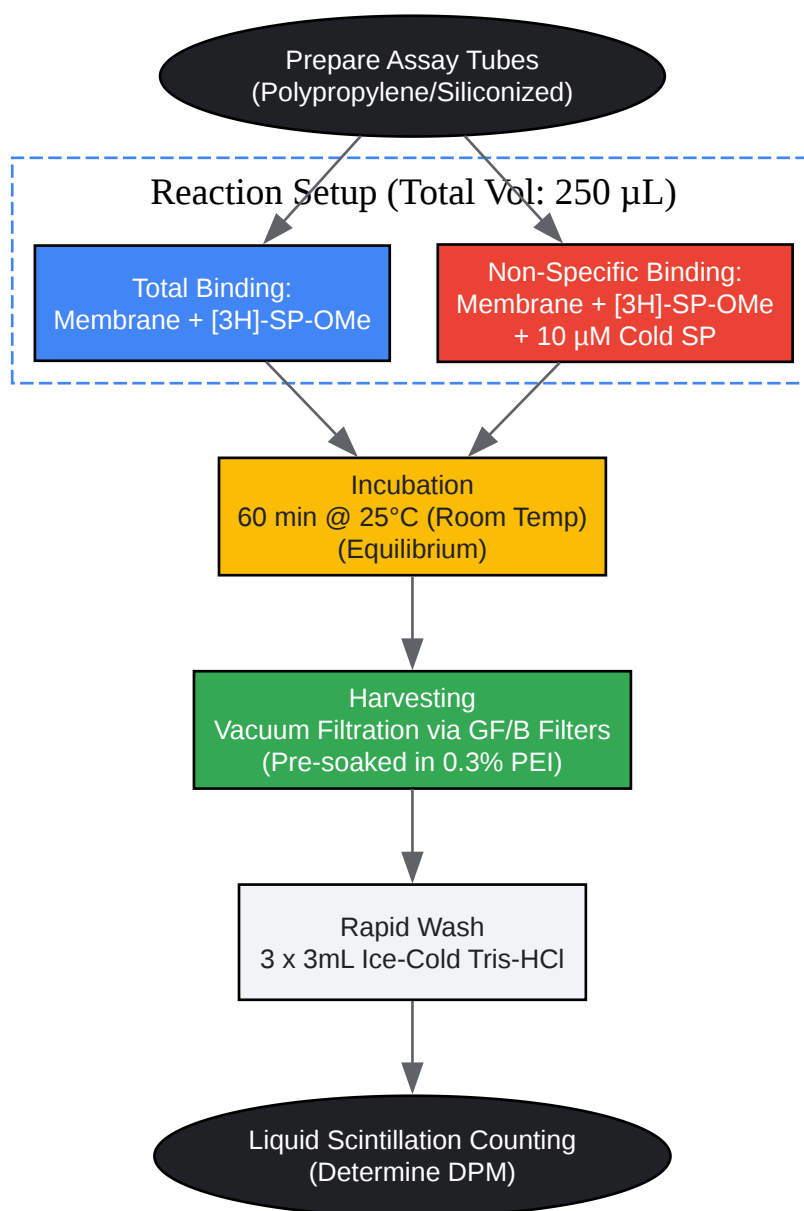 Prepare Assay Tubes
(Polypropylene/Siliconized)
Reaction Setup (Total Vol: 250 µL)
Total Binding:
Membrane + [3H]-SP-OMe
Non-Specific Binding:
Membrane + [3H]-SP-OMe
+ 10 µM Cold SP
Incubation
60 min @ 25°C (Room Temp)
(Equilibrium)
Harvesting
Vacuum Filtration via GF/B Filters
(Pre-soaked in 0.3% PEI)
Rapid Wash
3 x 3mL Ice-Cold Tris-HCl
Liquid Scintillation Counting
(Determine DPM)